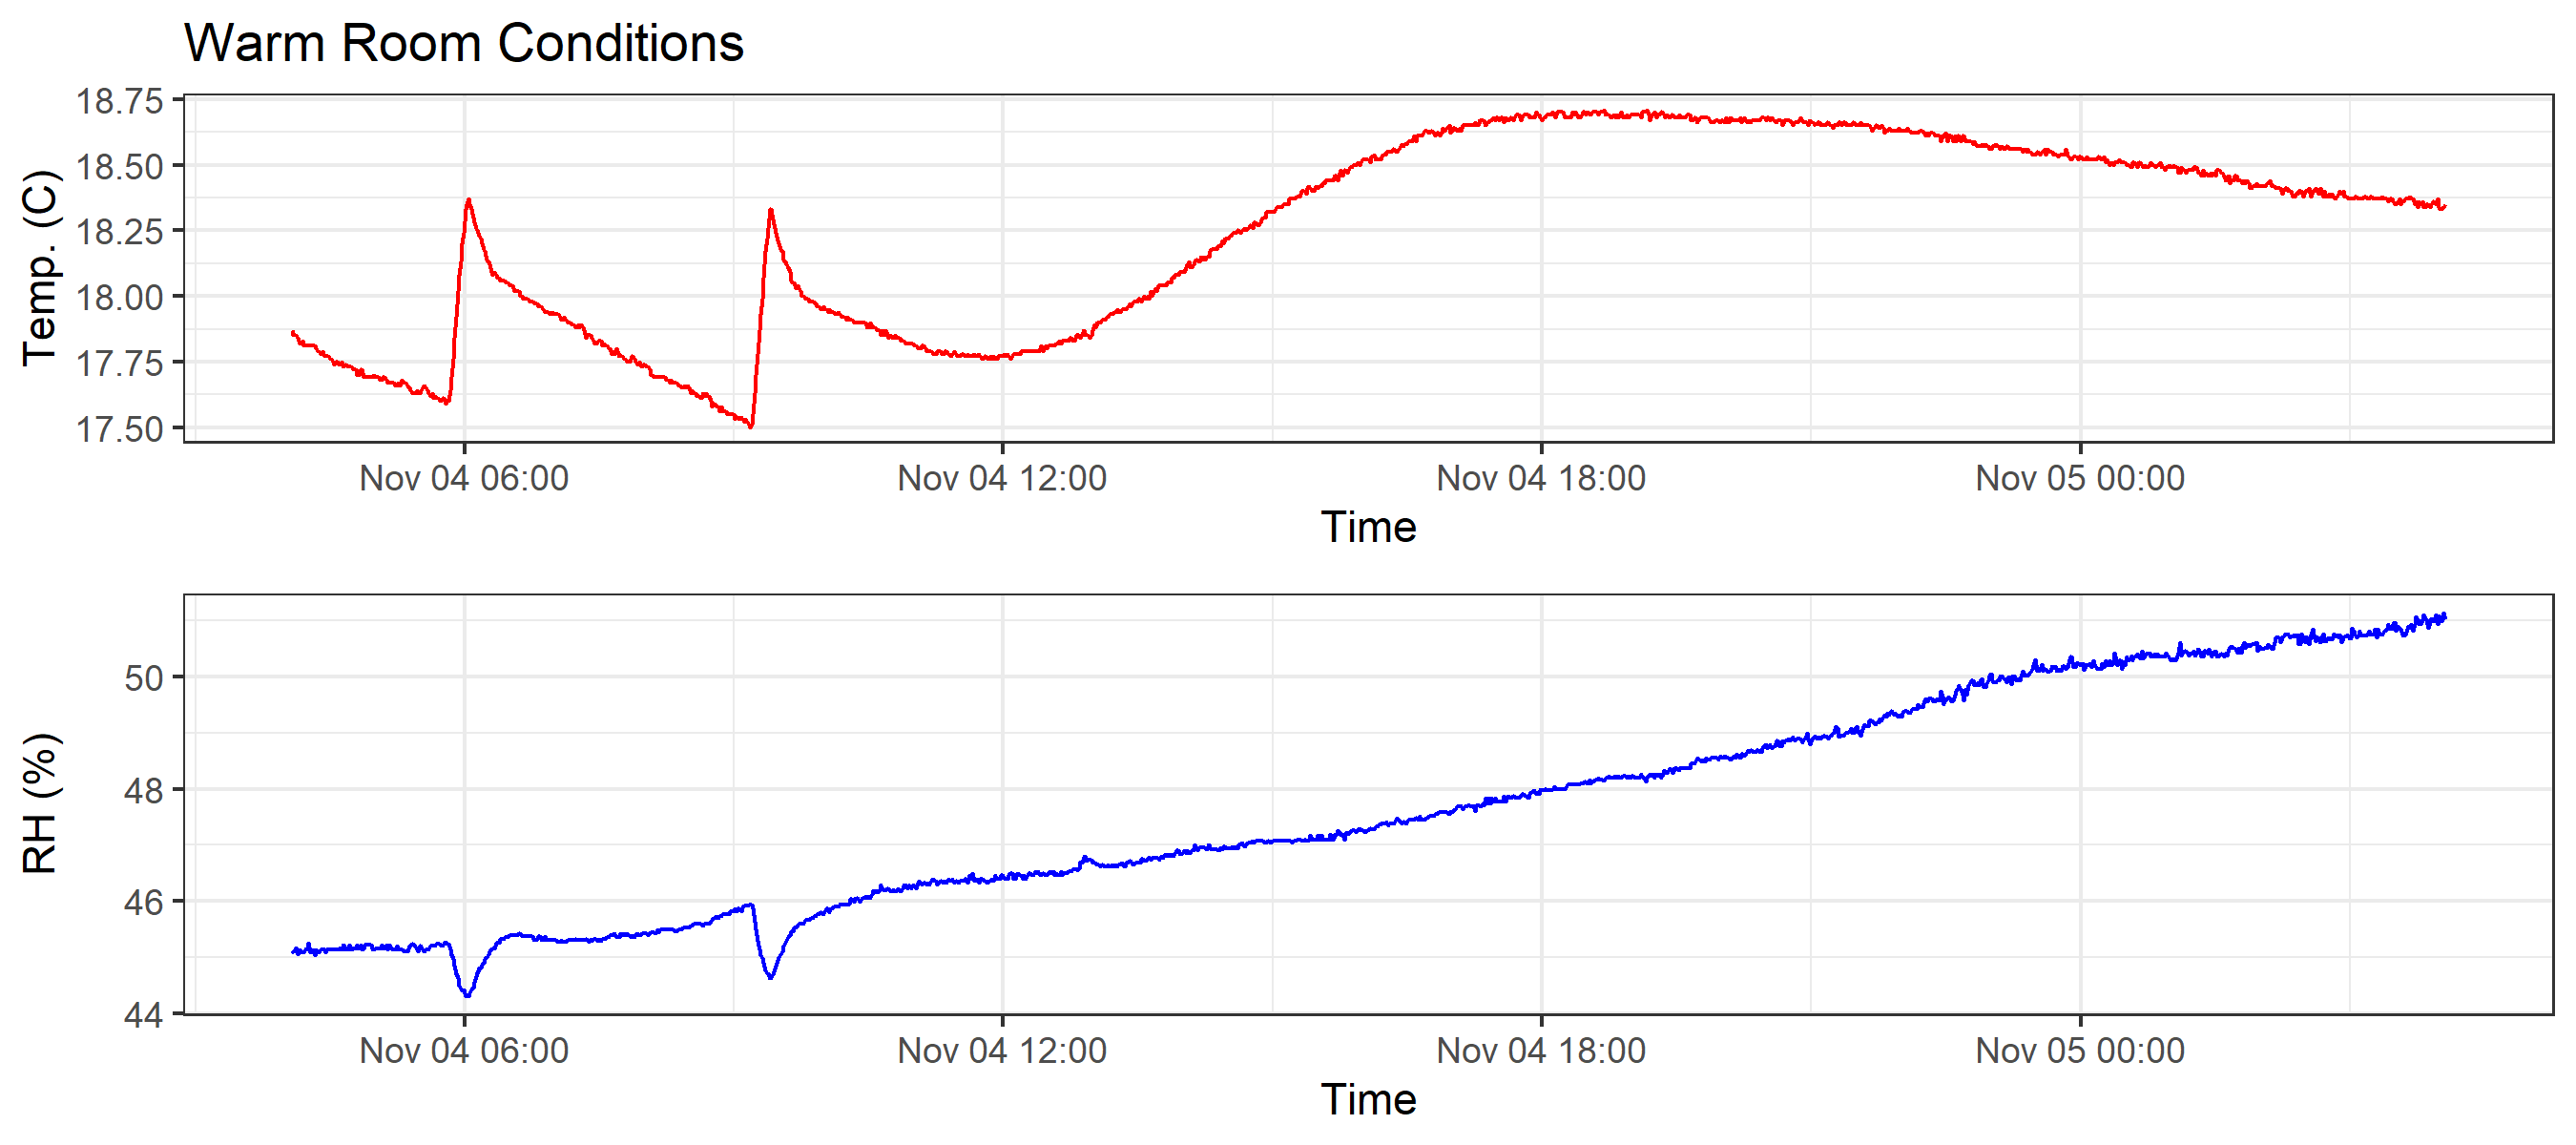 Warm Room Conditions
Temp. (C)
18.75
18.50
18.25
18.00
17.75
17.50
Nov 04 06:00 Nov 04 12:00 Nov 04 18:00 Nov 05 00:00
Time
RH (%)
50
48
46
44
Nov 04 06:00 Nov 04 12:00 Nov 04 18:00 Nov 05 00:00
Time